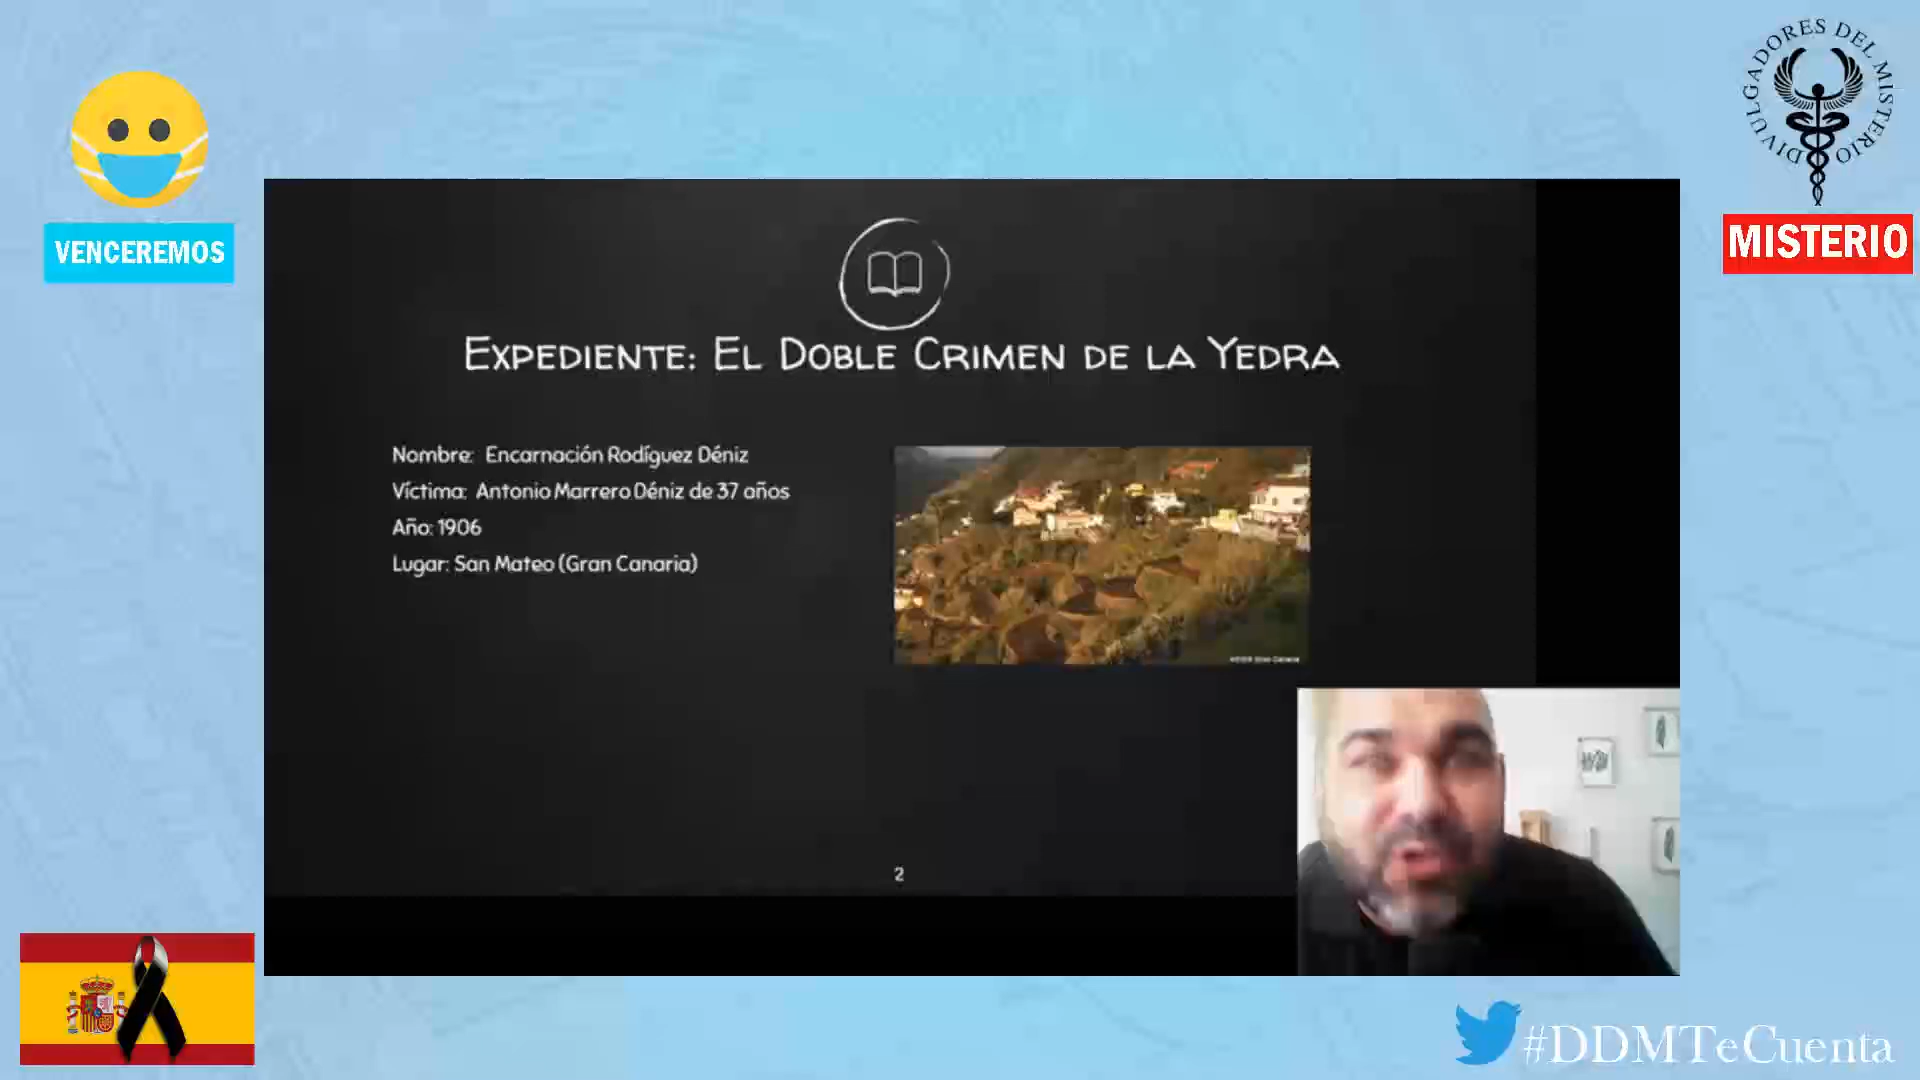 DIVULGADORES DEL MISTERIO
VENCEREMOS
MISTERIO
EXPEDIENTE: EL DOBLE CRIMEN DE LA YEDRA
Nombre: Encarnación Rodíguez Déniz
Víctima: Antonio Marrero Déniz de 37 años
Año: 1906
Lugar: San Mateo (Gran Canaria)
2
#DDMTeCuenta